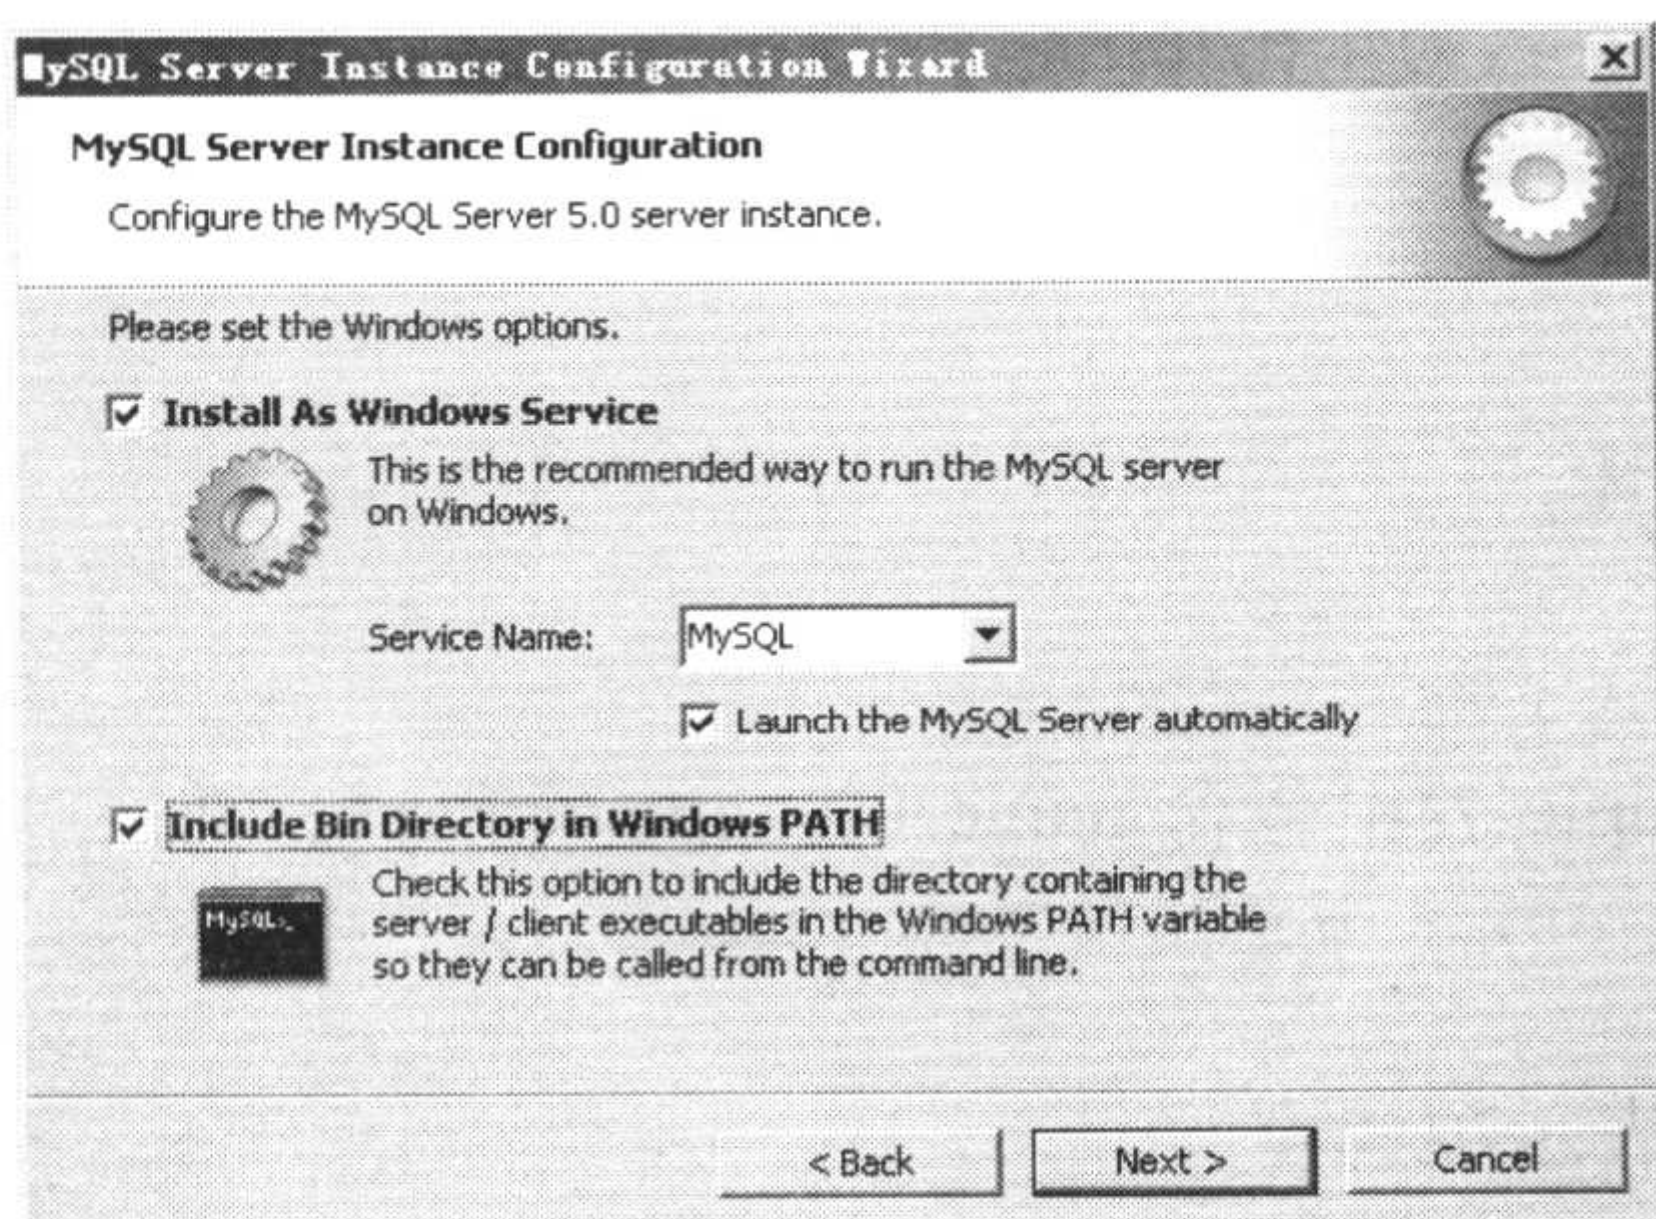 MySQL Server Instance Configuration Wizard
MySQL Server Instance Configuration
Configure the MySQL Server 5.0 server instance.
Please set the Windows options.
Install As Windows Service
This is the recommended way to run the MySQL server
on Windows.
Service Name:
MySQL
Launch the MySQL Server automatically
Include Bin Directory in Windows PATH
MySQL>_
Check this option to include the directory containing the
server / client executables in the Windows PATH variable
so they can be called from the command line.
< Back
Next >
Cancel